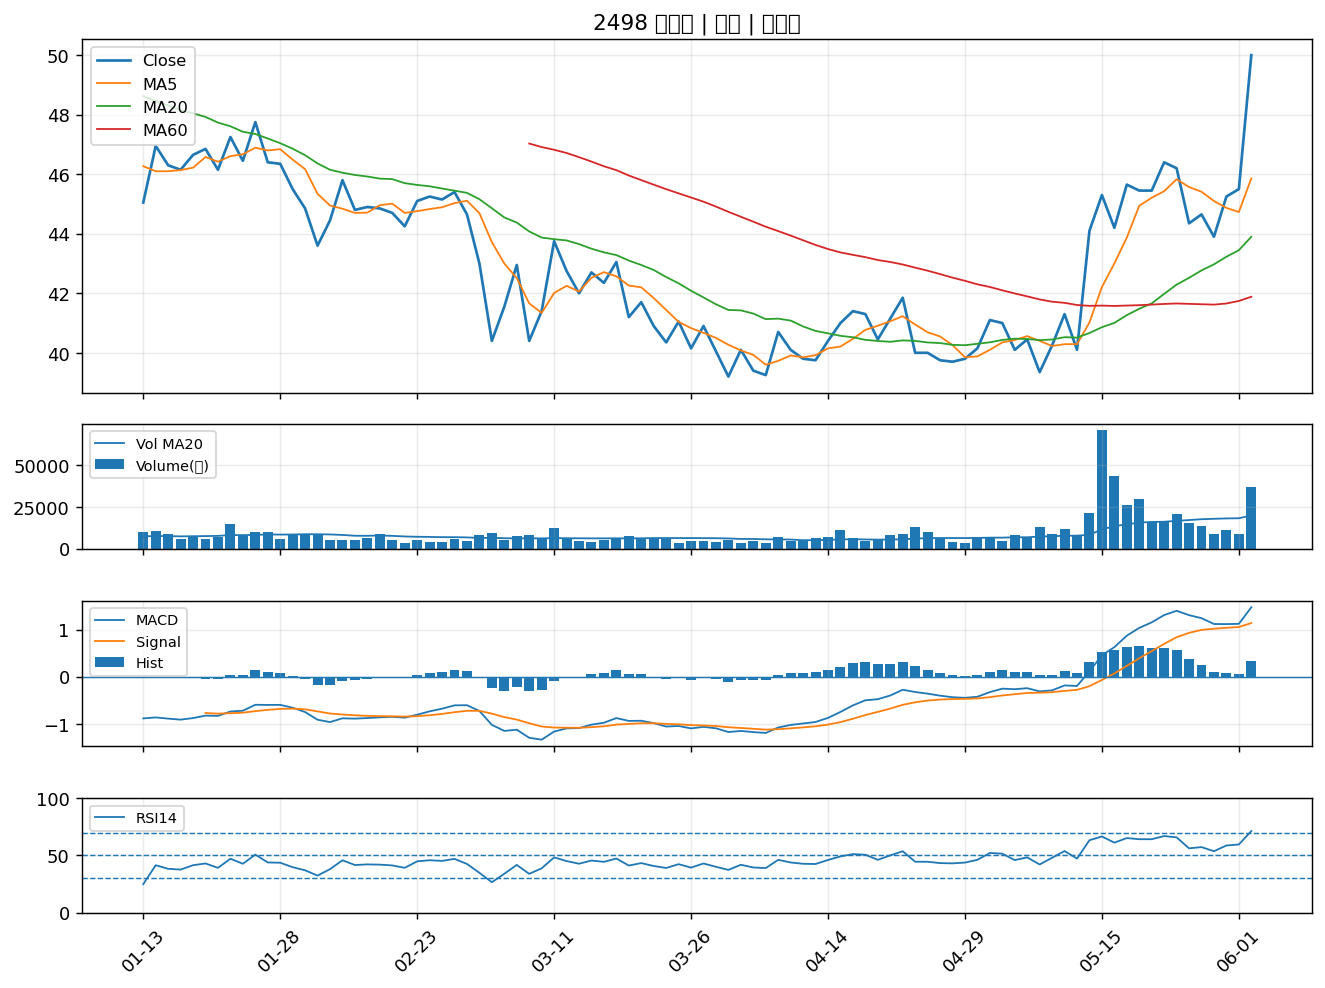 2498 □□□ | □□ | □□□
Close
MA5
MA20
MA60
50
48
46
44
42
40
Vol MA20
Volume(□)
50000
25000
0
MACD
Signal
Hist
1
0
−1
RSI14
100
50
0
01-13
01-28
02-23
03-11
03-26
04-14
04-29
05-15
06-01